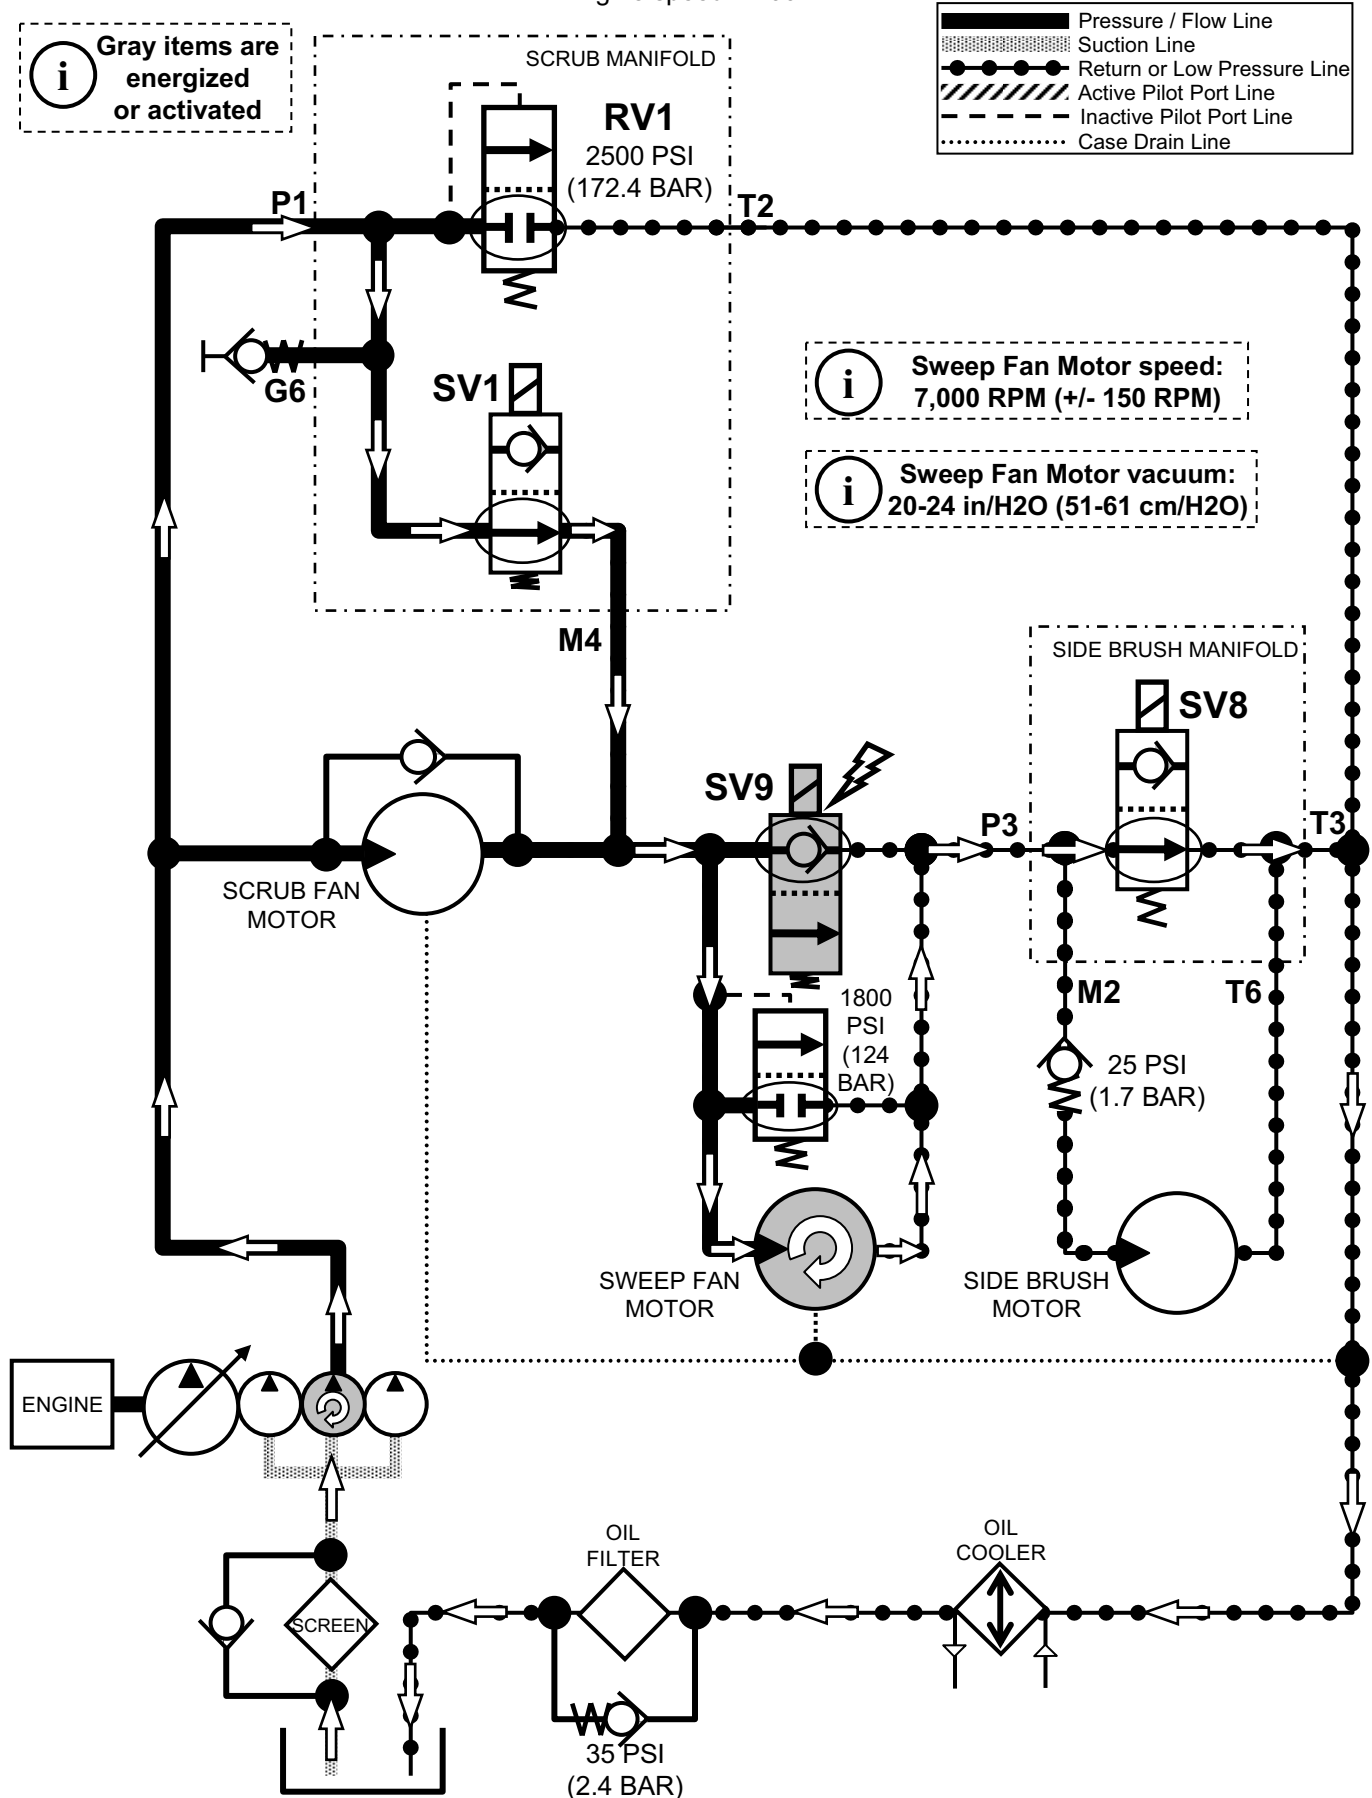 Pressure / Flow Line
Suction Line
Return or Low Pressure Line
Active Pilot Port Line
Inactive Pilot Port Line
Case Drain Line
i
Gray items are
energized
or activated
SCRUB MANIFOLD
RV1
2500 PSI
(172.4 BAR)
P1
T2
G6
SV1
i
Sweep Fan Motor speed:
7,000 RPM (+/- 150 RPM)
i
Sweep Fan Motor vacuum:
20-24 in/H2O (51-61 cm/H2O)
M4
SIDE BRUSH MANIFOLD
SV8
SV9
P3
T3
SCRUB FAN
MOTOR
1800
PSI
(124
BAR)
M2
T6
25 PSI
(1.7 BAR)
SWEEP FAN
MOTOR
SIDE BRUSH
MOTOR
ENGINE
OIL
FILTER
OIL
COOLER
SCREEN
35 PSI
(2.4 BAR)